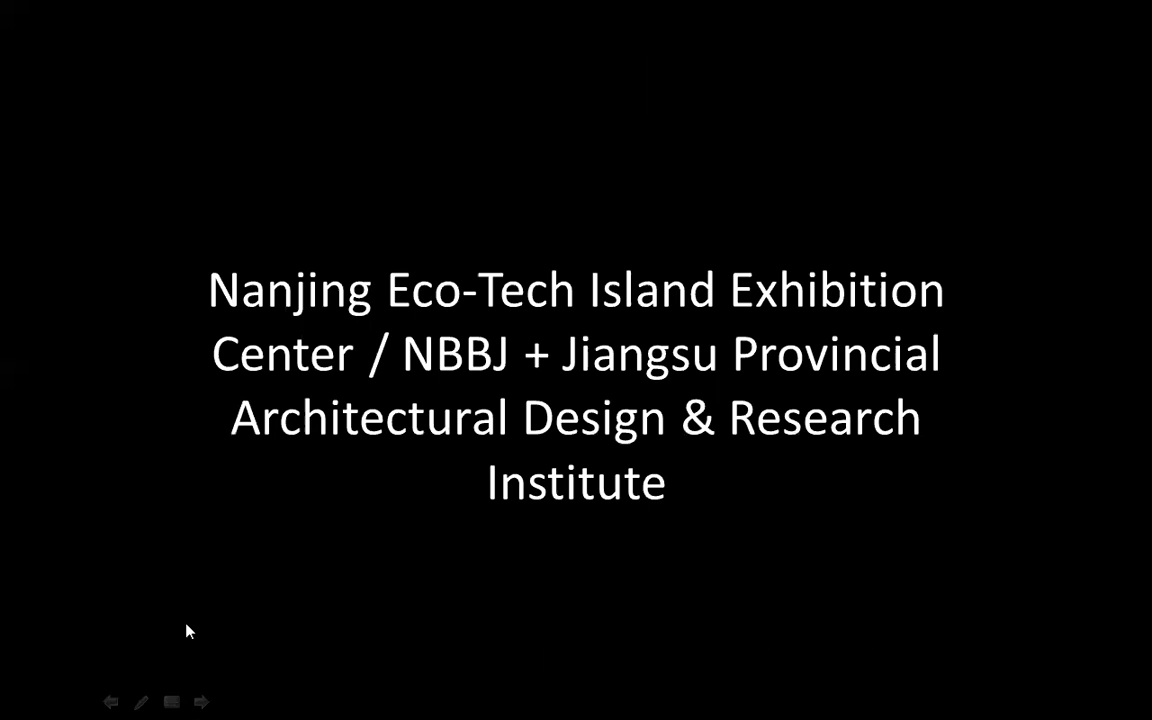 Nanjing Eco-Tech Island Exhibition
Center / NBBJ + Jiangsu Provincial
Architectural Design & Research
Institute